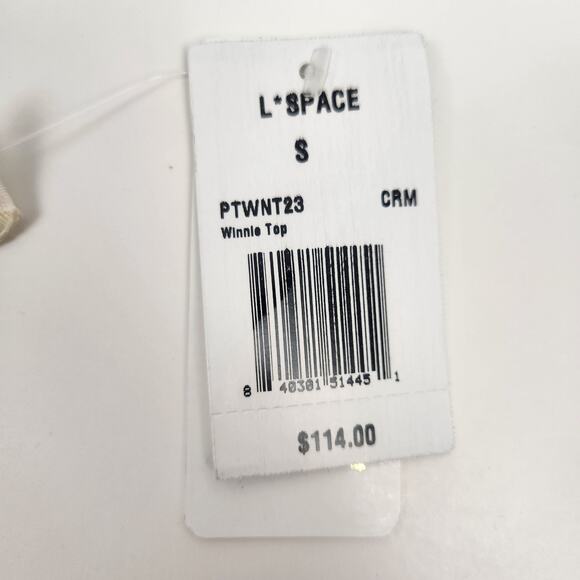 L*SPACE
S
PTWNT23 CRM
Winnie Top
8 40301 51445 1
$114.00